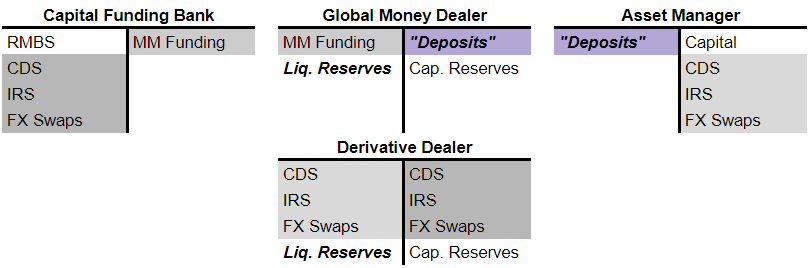 Capital Funding Bank Global Money Dealer Asset Manager
RMBS MM Funding MM Funding "Deposits" "Deposits" Capital
CDS Liq. Reserves Cap. Reserves CDS
IRS IRS
FX Swaps FX Swaps
Derivative Dealer
CDS CDS
IRS IRS
FX Swaps FX Swaps
Liq. Reserves Cap. Reserves